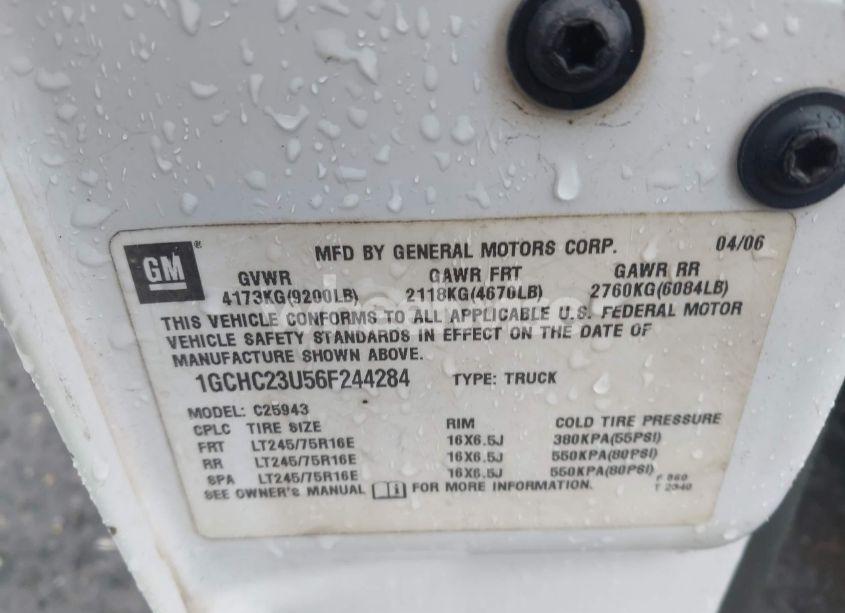 GM ® MFD BY GENERAL MOTORS CORP. 04/06
GVWR GAWR FRT GAWR RR
4173KG(9200LB) 2118KG(4670LB) 2760KG(6084LB)
THIS VEHICLE CONFORMS TO ALL APPLICABLE U.S. FEDERAL MOTOR
VEHICLE SAFETY STANDARDS IN EFFECT ON THE DATE OF
MANUFACTURE SHOWN ABOVE.
1GCHC23U56F244284 TYPE: TRUCK
MODEL: C25943
CPLC TIRE SIZE RIM COLD TIRE PRESSURE
FRT LT245/75R16E 16X6.5J 380KPA(55PSI)
RR LT245/75R16E 16X6.5J 550KPA(80PSI)
SPA LT245/75R16E 16X6.5J 550KPA(80PSI)
SEE OWNER'S MANUAL FOR MORE INFORMATION.